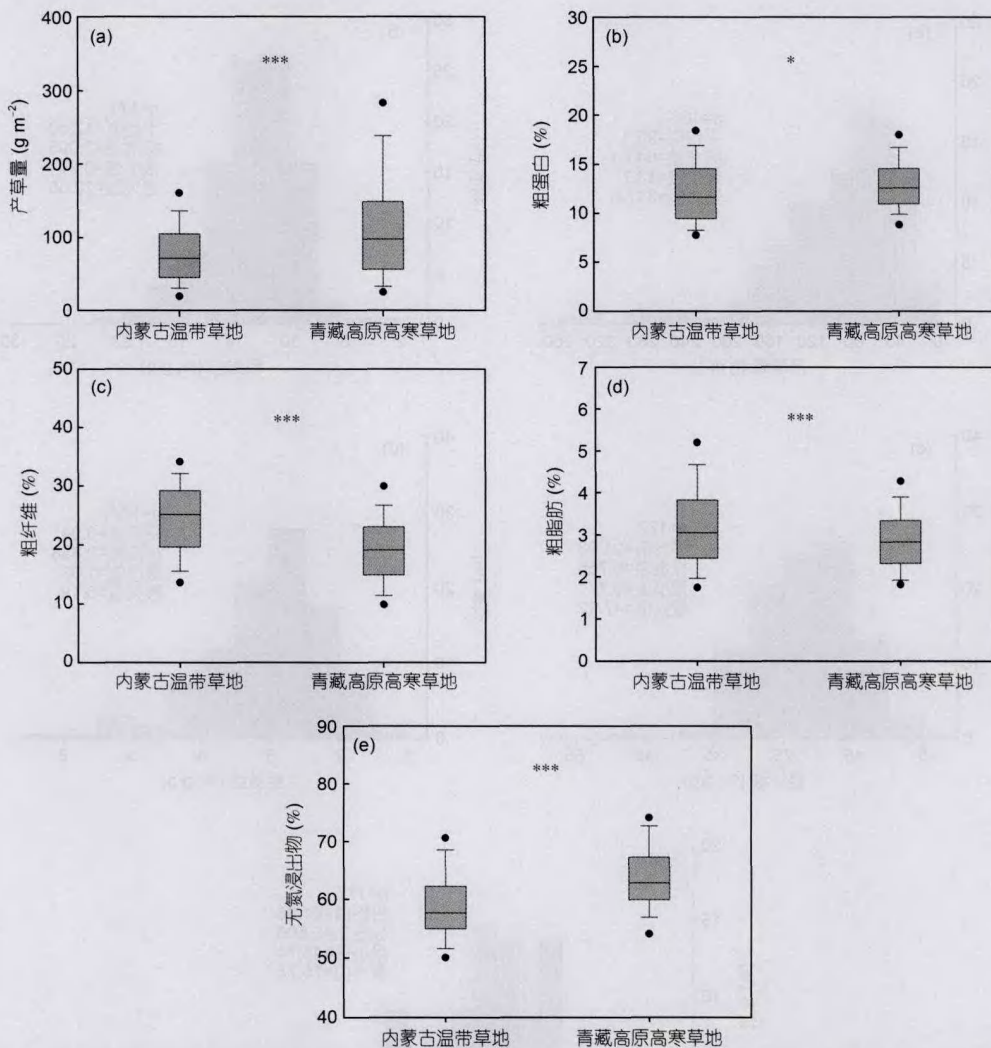 (a)
***
产草量 (g m⁻²)
400
300
200
100
0
内蒙古温带草地 青藏高原高寒草地
(b)
*
粗蛋白 (%)
30
25
20
15
10
5
0
内蒙古温带草地 青藏高原高寒草地
(c)
***
粗纤维 (%)
50
40
30
20
10
0
内蒙古温带草地 青藏高原高寒草地
(d)
***
粗脂肪 (%)
7
6
5
4
3
2
1
0
内蒙古温带草地 青藏高原高寒草地
(e)
***
无氮浸出物 (%)
90
80
70
60
50
40
内蒙古温带草地 青藏高原高寒草地